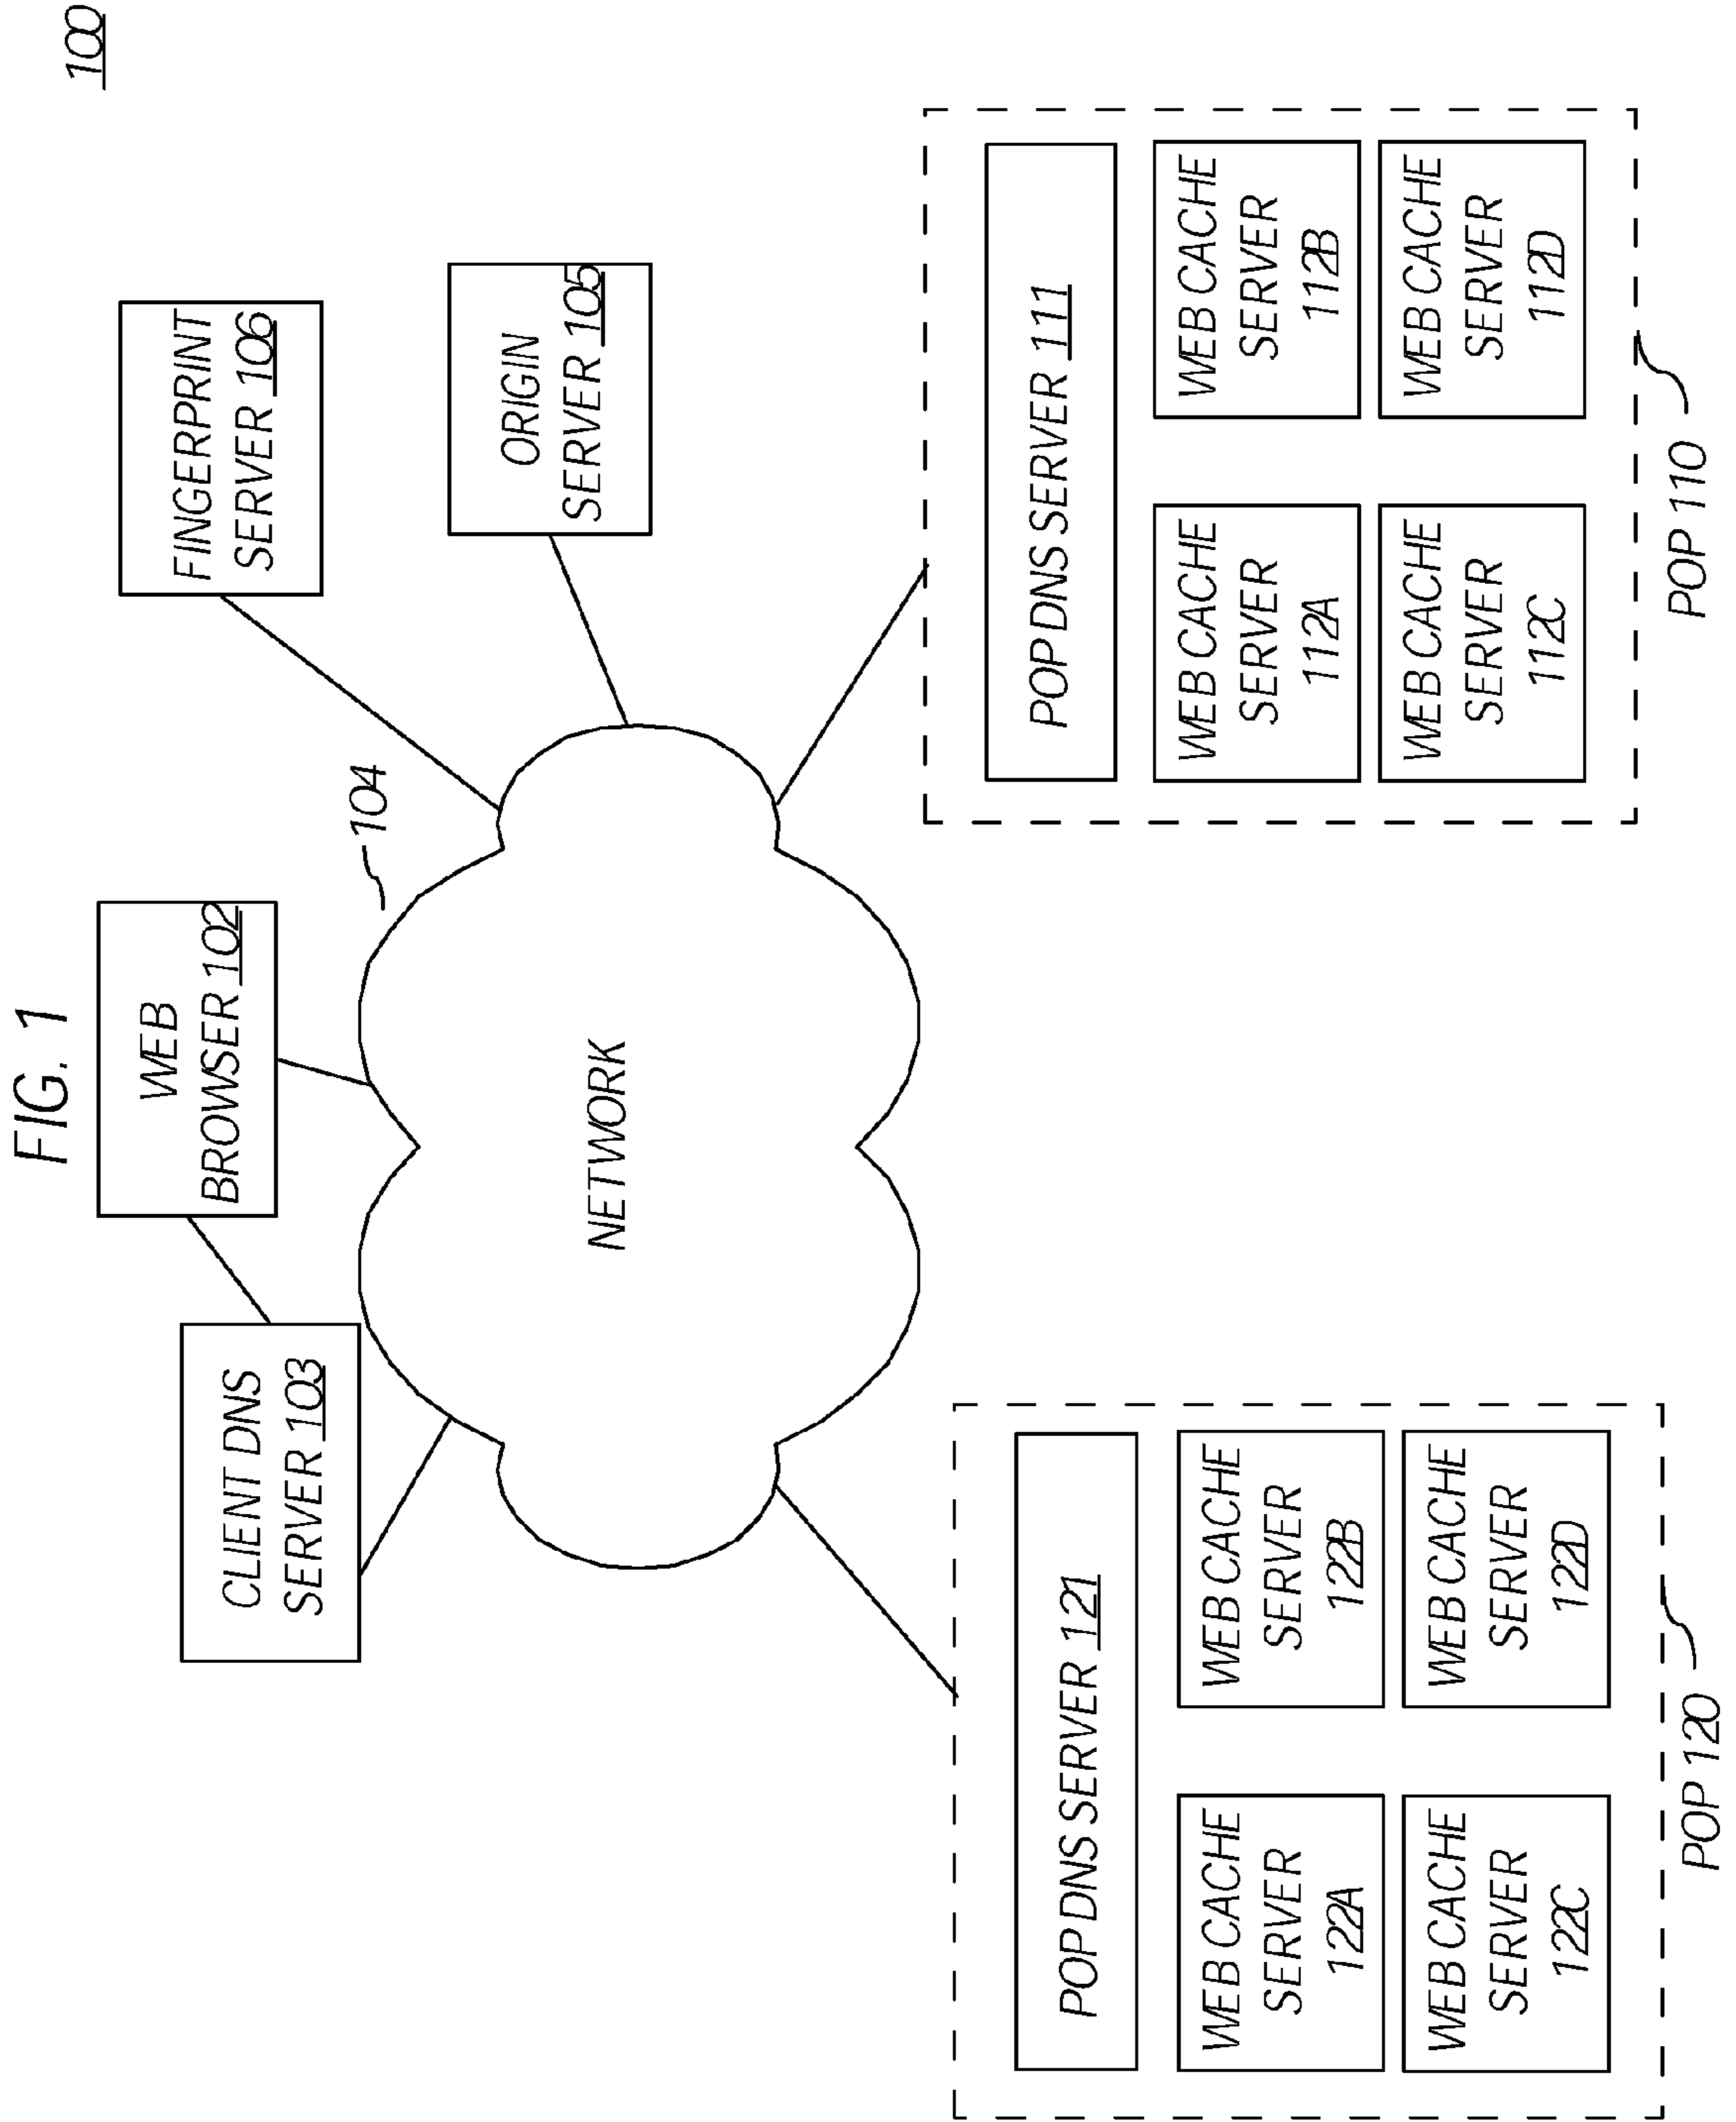 FIG. 1
100
WEB
BROWSER 102
CLIENT DNS
SERVER 103
104
FINGERPRINT
SERVER 106
ORIGIN
SERVER 105
NETWORK
POP DNS SERVER 121
WEB CACHE
SERVER
122A
WEB CACHE
SERVER
122B
WEB CACHE
SERVER
122C
WEB CACHE
SERVER
122D
POP 120
POP DNS SERVER 111
WEB CACHE
SERVER
112A
WEB CACHE
SERVER
112B
WEB CACHE
SERVER
112C
WEB CACHE
SERVER
112D
POP 110